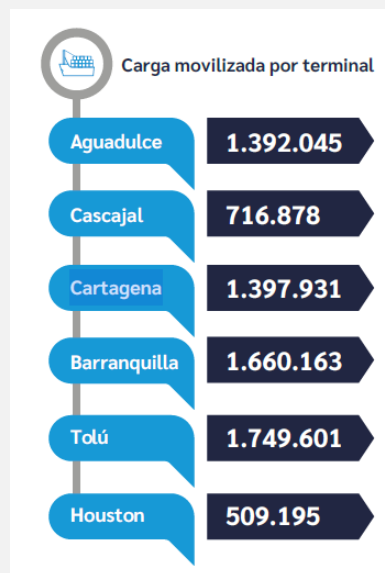 Carga movilizada por terminal
Aguadulce 1.392.045
Cascajal 716.878
Cartagena 1.397.931
Barranquilla 1.660.163
Tolú 1.749.601
Houston 509.195